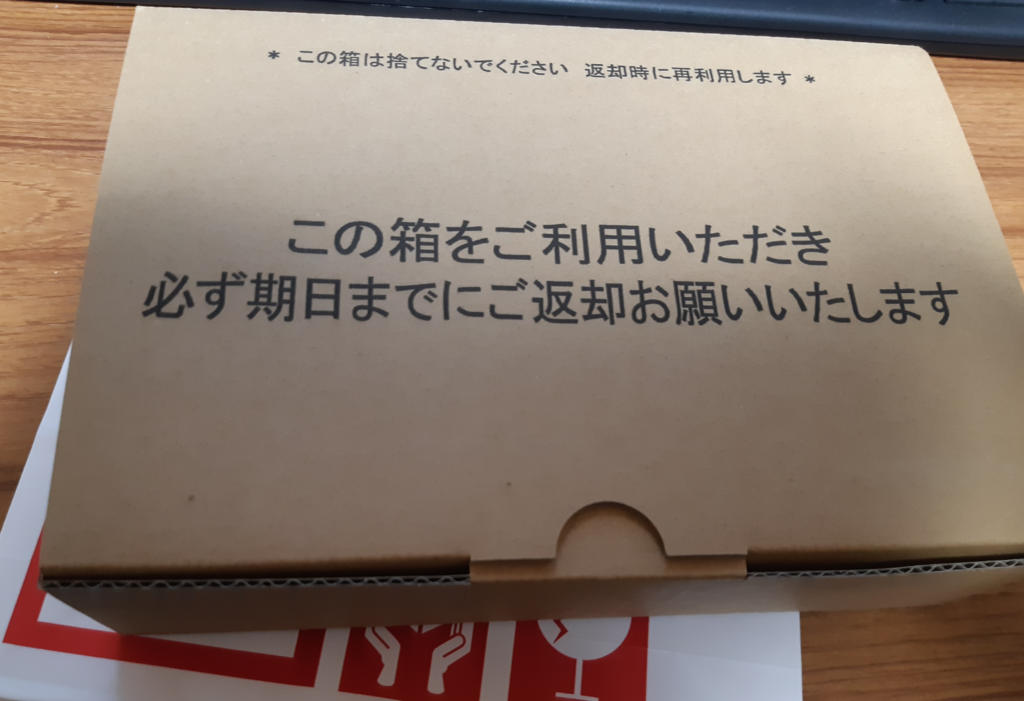 * この箱は捨てないでください 返却時に再利用します *
この箱をご利用いただき
必ず期日までにご返却お願いいたします